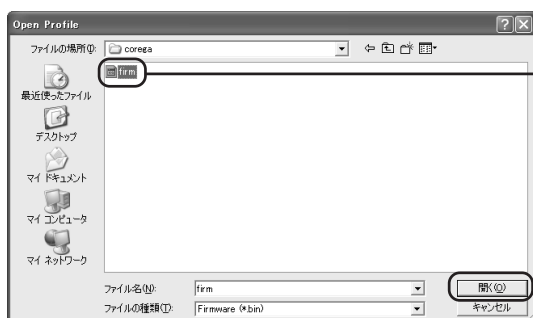 Open Profile
ファイルの場所(I):
corega
firm
最近使ったファイル
デスクトップ
マイ ドキュメント
マイ コンピュータ
マイ ネットワーク
ファイル名(N):
firm
開く(O)
ファイルの種類(T):
Firmware (*.bin)
キャンセル